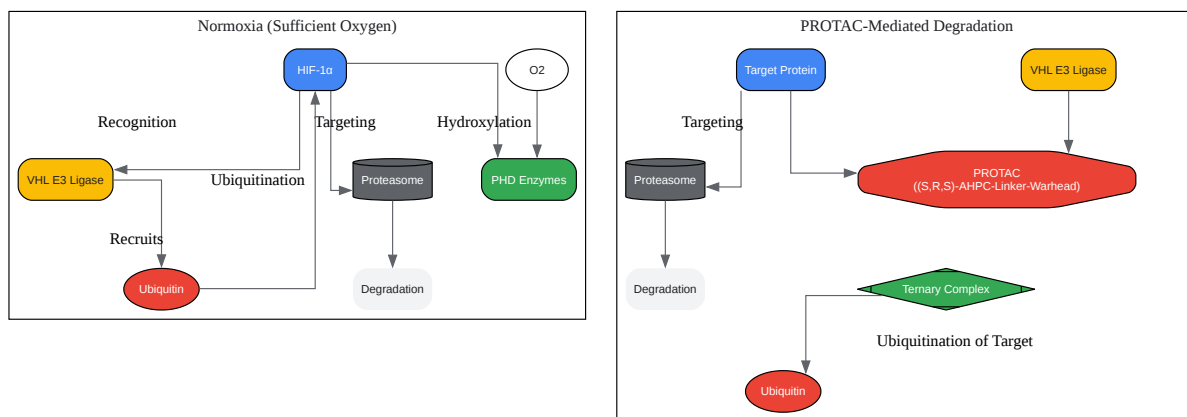 Normoxia (Sufficient Oxygen)
HIF-1α
O2
Recognition
Targeting
Hydroxylation
VHL E3 Ligase
Ubiquitination
Proteasome
PHD Enzymes
Recruits
Ubiquitin
Degradation
PROTAC-Mediated Degradation
Target Protein
VHL E3 Ligase
Targeting
Proteasome
PROTAC
((S,R,S)-AHPC-Linker-Warhead)
Degradation
Ternary Complex
Ubiquitination of Target
Ubiquitin